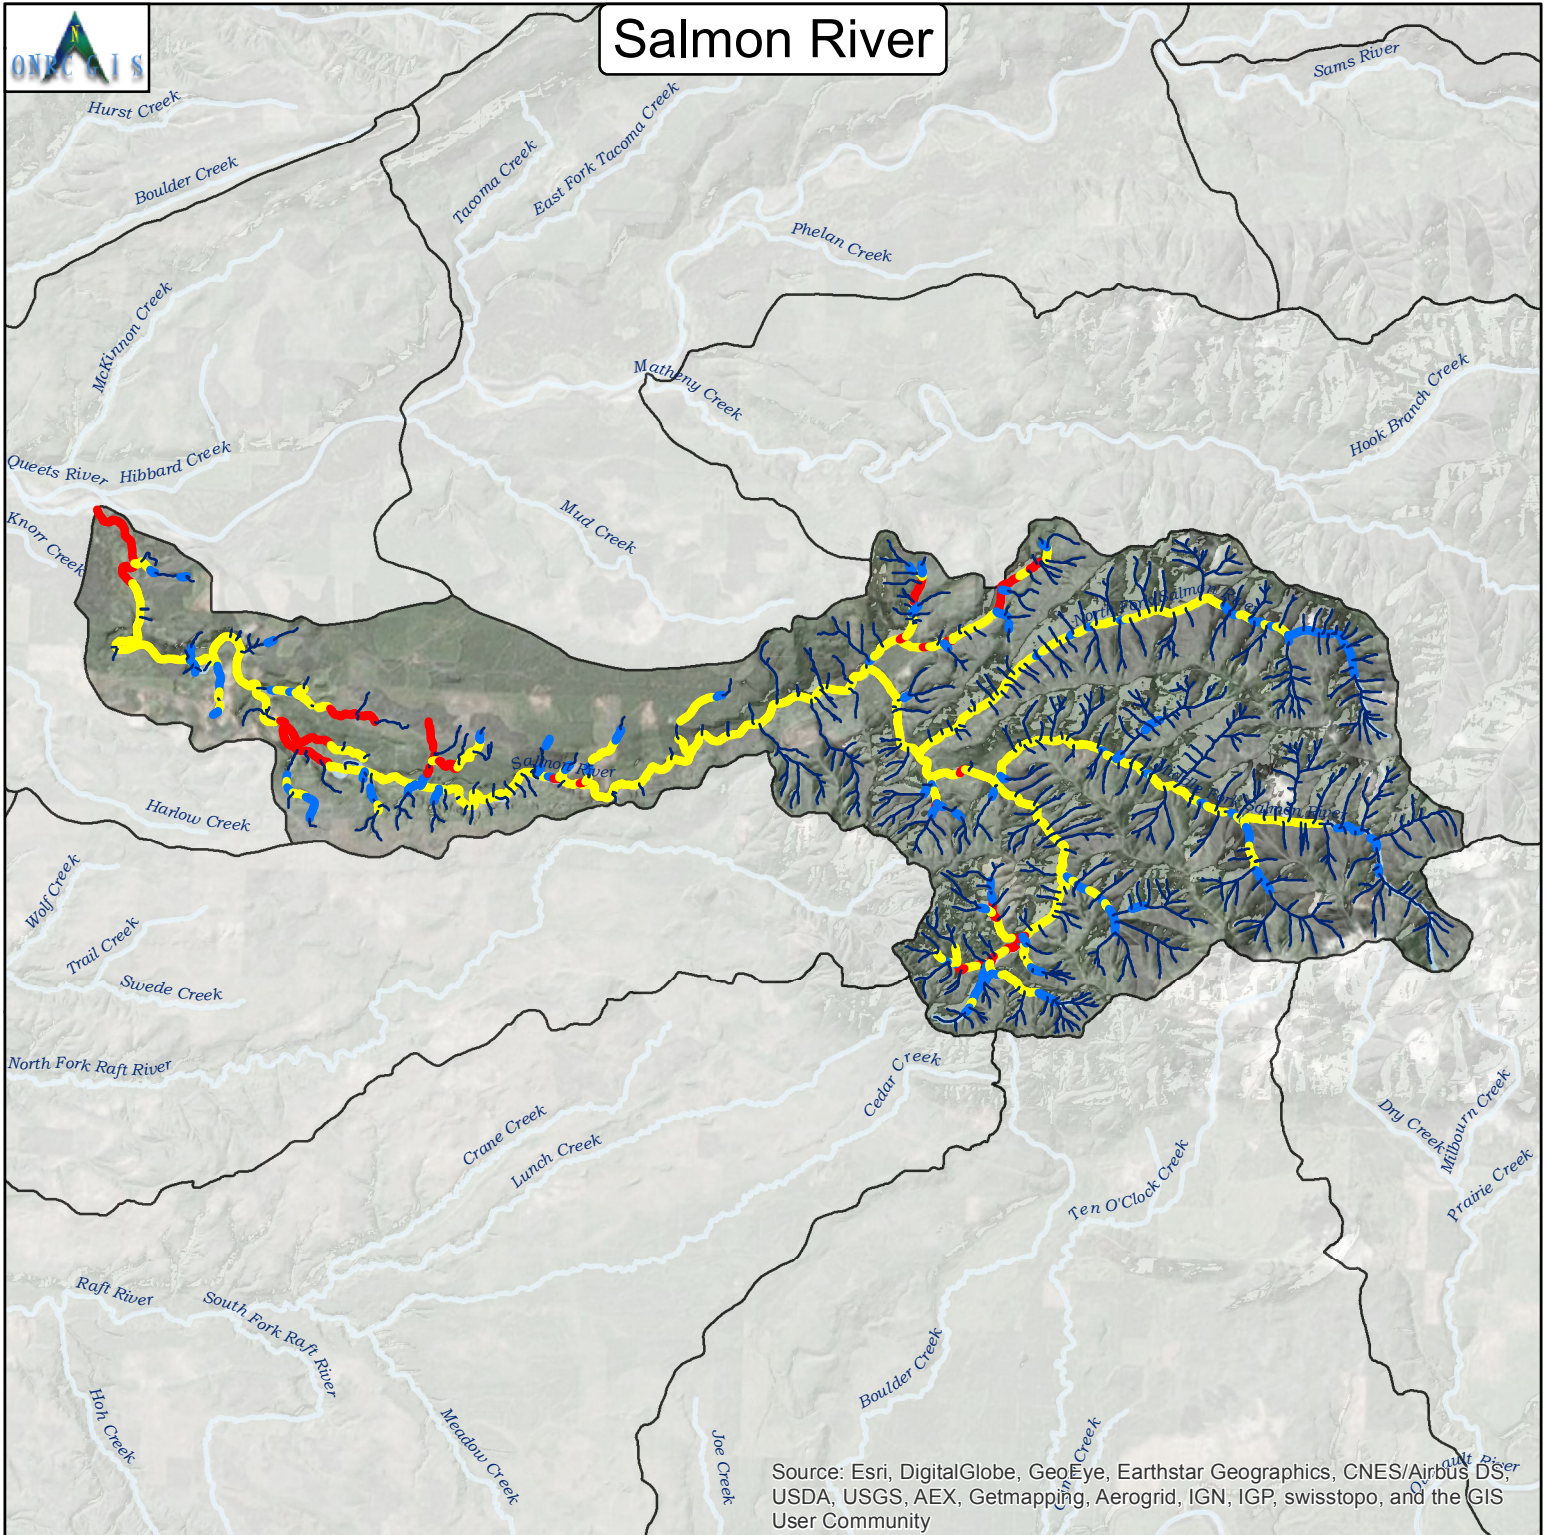 Salmon River
N
ONRC GIS
Sams River
Hurst Creek
Boulder Creek
Tacoma Creek
East Fork Tacoma Creek
Phelan Creek
McKinnon Creek
Matheny Creek
Hook Branch Creek
Queets River
Hibbard Creek
Knorr Creek
Mud Creek
North Fork Salmon River
Salmon River
Salmon River
Harlow Creek
Wolf Creek
Trail Creek
Swede Creek
North Fork Raft River
Cedar Creek
Crane Creek
Lunch Creek
Dry Creek
Milbourn Creek
Prairie Creek
Ten O'Clock Creek
Raft River
South Fork Raft River
Boulder Creek
Hoh Creek
Meadow Creek
Joe Creek
Creek
River
Source: Esri, DigitalGlobe, GeoEye, Earthstar Geographics, CNES/Airbus DS,
USDA, USGS, AEX, Getmapping, Aerogrid, IGN, IGP, swisstopo, and the GIS
User Community